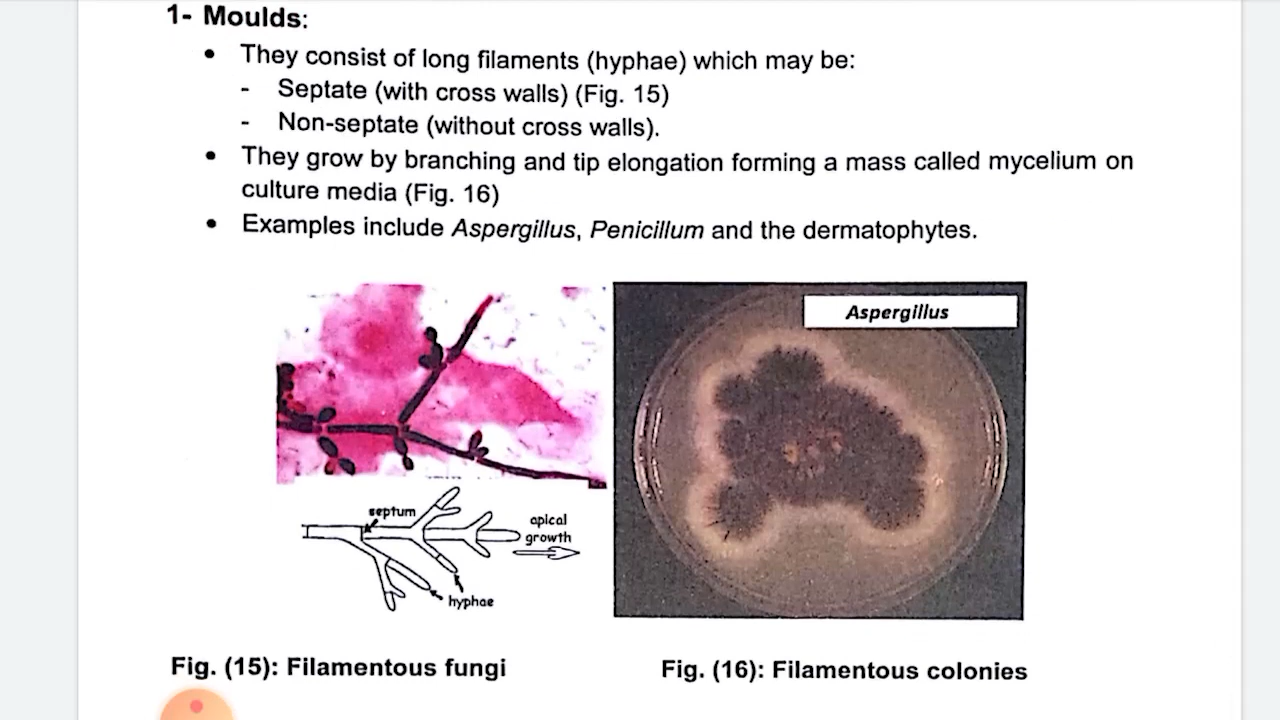 1- Moulds:
• They consist of long filaments (hyphae) which may be:
- Septate (with cross walls) (Fig. 15)
- Non-septate (without cross walls).
• They grow by branching and tip elongation forming a mass called mycelium on
culture media (Fig. 16)
• Examples include Aspergillus, Penicillum and the dermatophytes.
Aspergillus
septum
apical
growth
hyphae
Fig. (15): Filamentous fungi
Fig. (16): Filamentous colonies